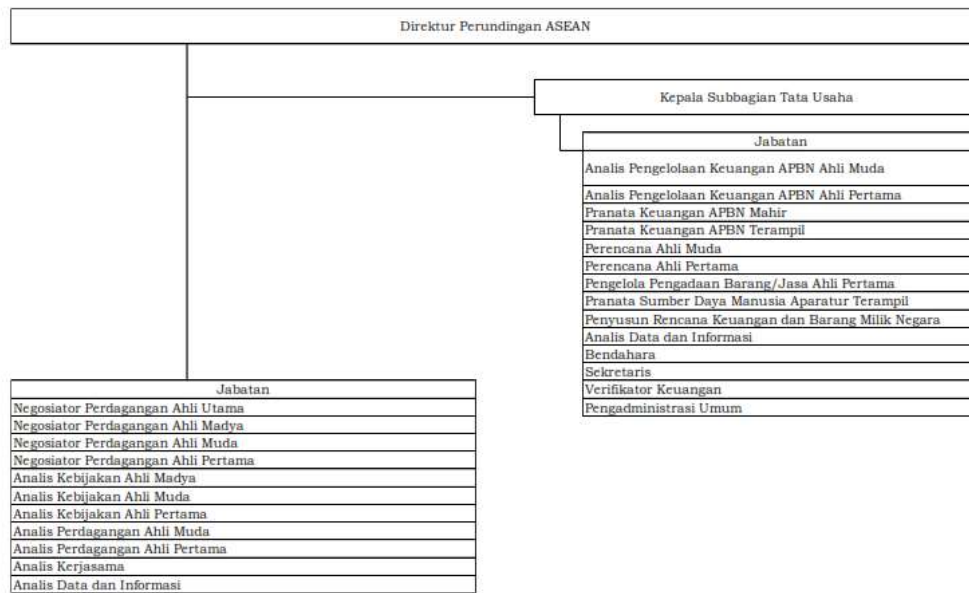 Direktur Perundingan ASEAN
Kepala Subbagian Tata Usaha
Jabatan
Analis Pengelolaan Keuangan APBN Ahli Muda
Analis Pengelolaan Keuangan APBN Ahli Pertama
Pranata Keuangan APBN Mahir
Pranata Keuangan APBN Terampil
Perencana Ahli Muda
Perencana Ahli Pertama
Pengelola Pengadaan Barang/Jasa Ahli Pertama
Pranata Sumber Daya Manusia Aparatur Terampil
Penyusun Rencana Keuangan dan Barang Milik Negara
Analis Data dan Informasi
Bendahara
Sekretaris
Verifikator Keuangan
Pengadministrasi Umum
Jabatan
Negosiator Perdagangan Ahli Utama
Negosiator Perdagangan Ahli Madya
Negosiator Perdagangan Ahli Muda
Negosiator Perdagangan Ahli Pertama
Analis Kebijakan Ahli Madya
Analis Kebijakan Ahli Muda
Analis Kebijakan Ahli Pertama
Analis Perdagangan Ahli Muda
Analis Perdagangan Ahli Pertama
Analis Kerjasama
Analis Data dan Informasi